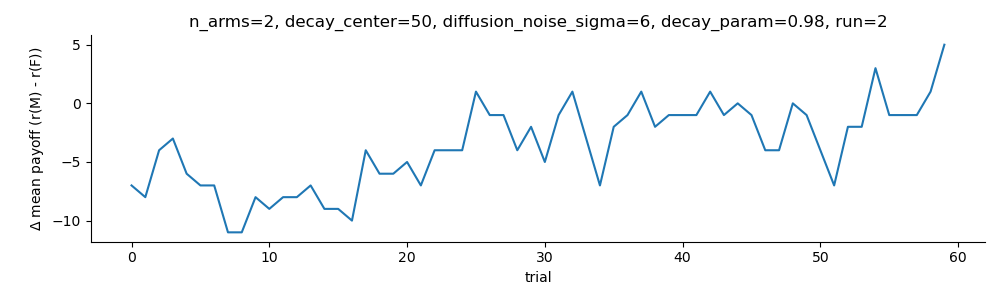 n_arms=2, decay_center=50, diffusion_noise_sigma=6, decay_param=0.98, run=2
Δ mean payoff (r(M) - r(F))
5
0
−5
−10
0 10 20 30 40 50 60
trial